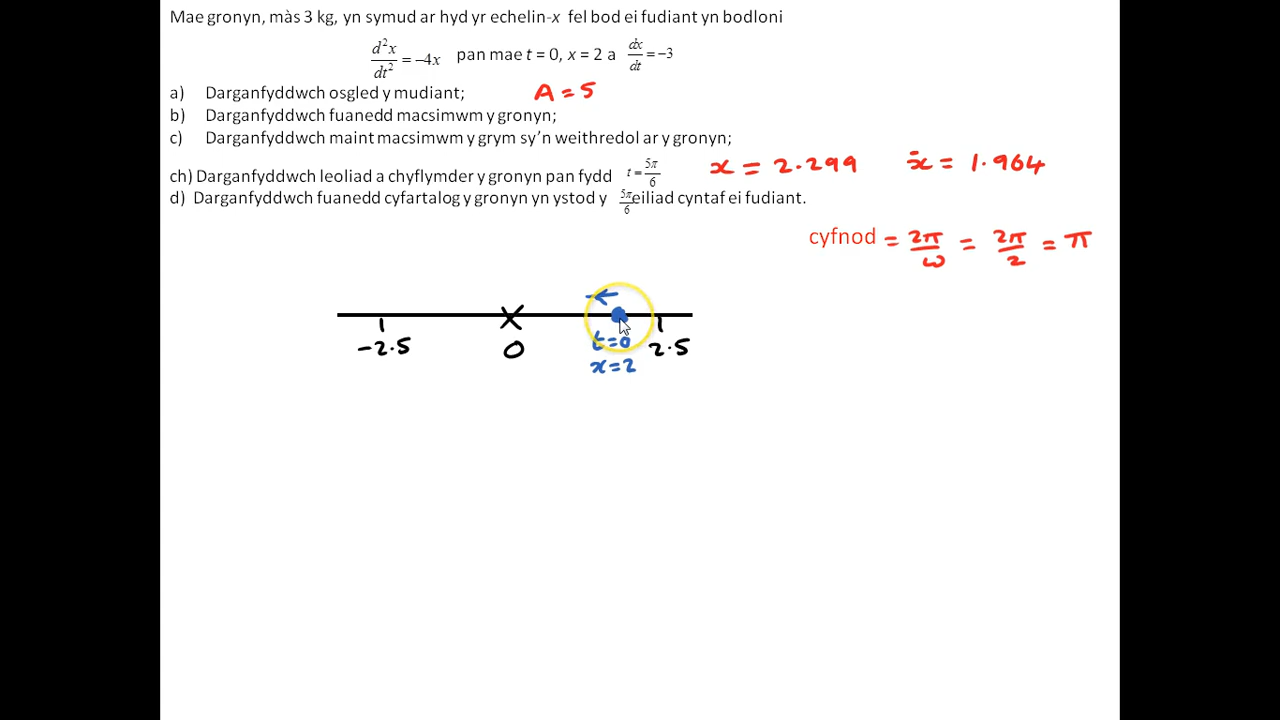 Mae gronyn, màs 3 kg, yn symud ar hyd yr echelin-x fel bod ei fudiant yn bodloni
d²x/dt² = –4x pan mae t = 0, x = 2 a dx/dt = –3
a) Darganfyddwch osgled y mudiant; A = 5
b) Darganfyddwch fuanedd macsimwm y gronyn;
c) Darganfyddwch maint macsimwm y grym sy'n weithredol ar y gronyn;
ch) Darganfyddwch leoliad a chyflymder y gronyn pan fydd t = 5π/6 x = 2.299 ẋ = 1.964
d) Darganfyddwch fuanedd cyfartalog y gronyn yn ystod y 5π/6 eiliad cyntaf ei fudiant.
cyfnod = 2π/ω = 2π/2 = π
-2.5 0 t=0 2.5
x=2